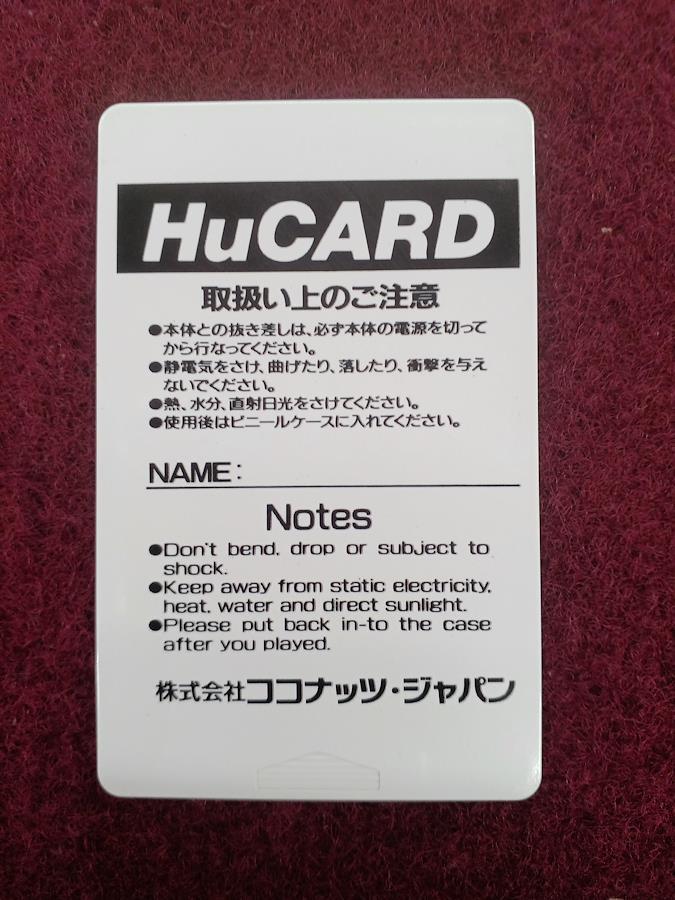 HuCARD
取扱い上のご注意
●本体との抜き差しは、必ず本体の電源を切って
から行なってください。
●静電気をさけ、曲げたり、落したり、衝撃を与え
ないでください。
●熱、水分、直射日光をさけてください。
●使用後はビニールケースに入れてください。
NAME:
Notes
●Don't bend, drop or subject to
shock.
●Keep away from static electricity,
heat, water and direct sunlight.
●Please put back in-to the case
after you played.
株式会社ココナッツ・ジャパン